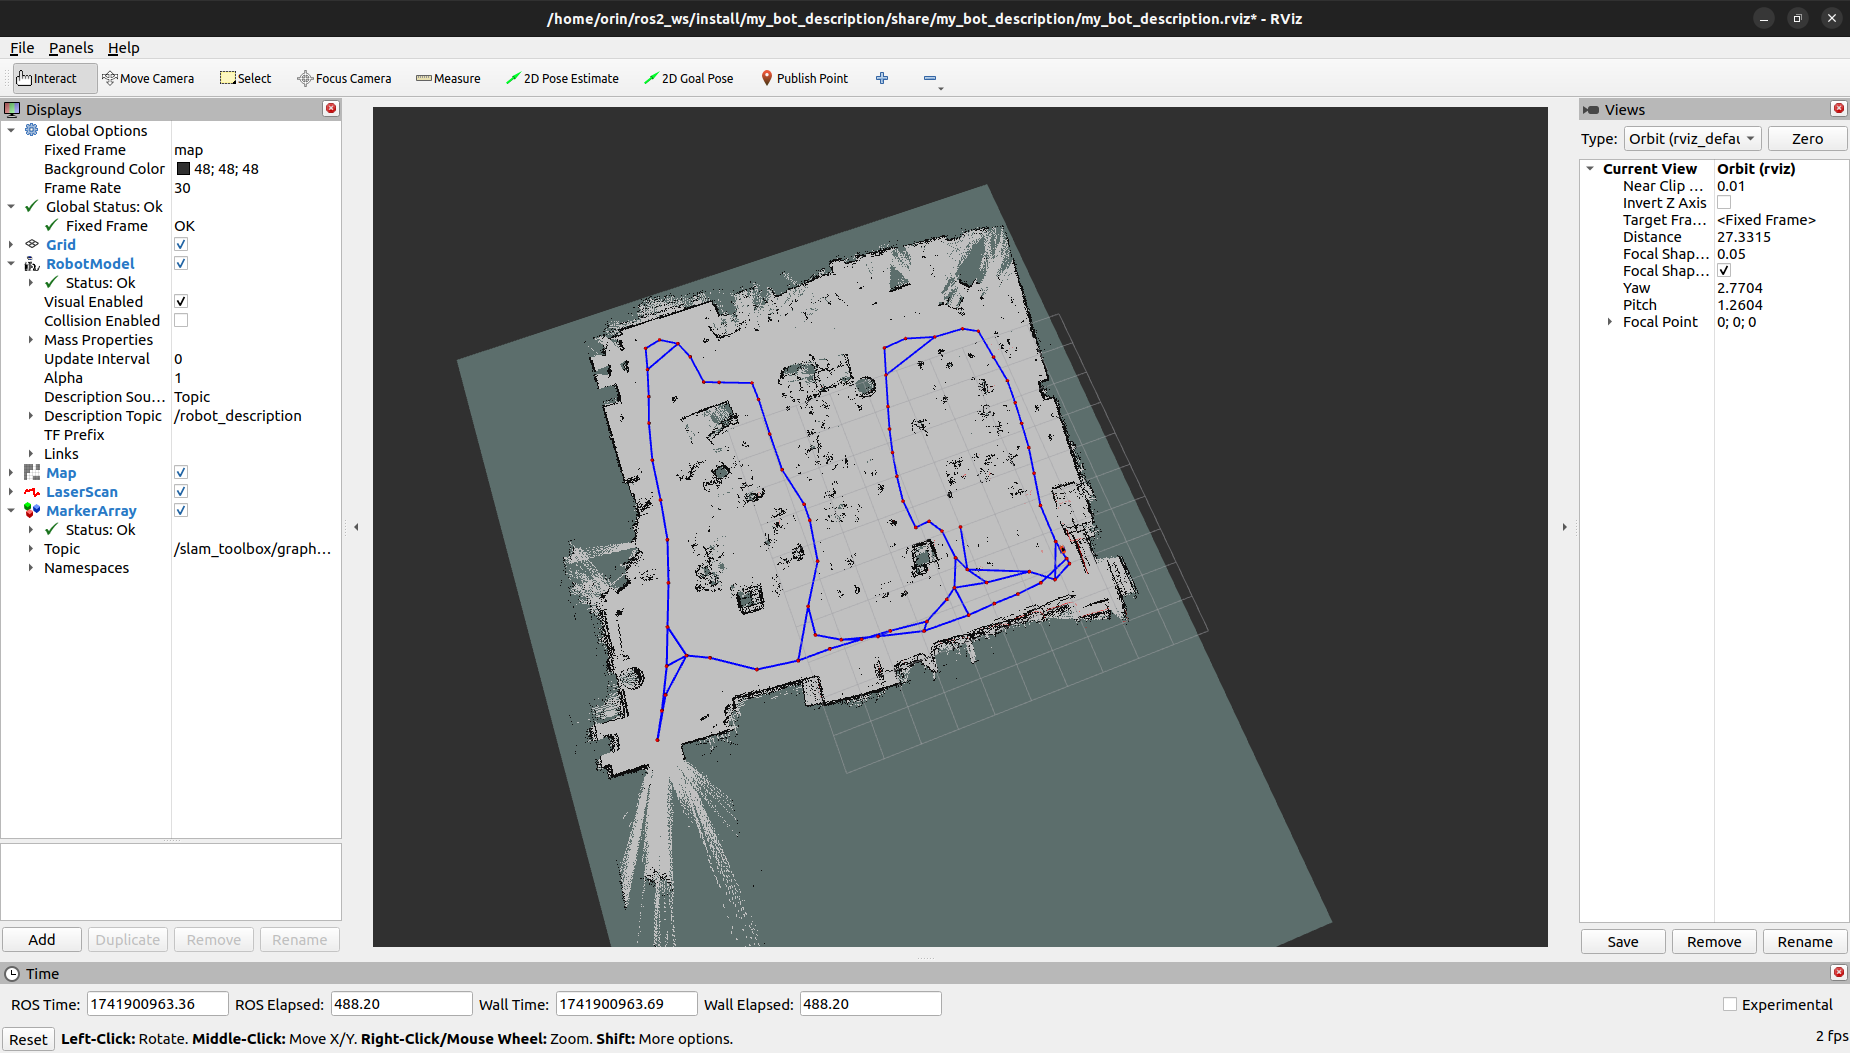 /home/orin/ros2_ws/install/my_bot_description/share/my_bot_description/my_bot_description.rviz* - RViz
File Panels Help
Interact Move Camera Select Focus Camera Measure 2D Pose Estimate 2D Goal Pose Publish Point
Displays
Global Options
Fixed Frame map
Background Color 48; 48; 48
Frame Rate 30
Global Status: Ok
Fixed Frame OK
Grid
RobotModel
Status: Ok
Visual Enabled
Collision Enabled
Mass Properties
Update Interval 0
Alpha 1
Description Sou... Topic
Description Topic /robot_description
TF Prefix
Links
Map
LaserScan
MarkerArray
Status: Ok
Topic /slam_toolbox/graph...
Namespaces
Add Duplicate Remove Rename
Views
Type: Orbit (rviz_defau Zero
Current View Orbit (rviz)
Near Clip ... 0.01
Invert Z Axis
Target Fra... <Fixed Frame>
Distance 27.3315
Focal Shap... 0.05
Focal Shap...
Yaw 2.7704
Pitch 1.2604
Focal Point 0; 0; 0
Save Remove Rename
Time
ROS Time: 1741900963.36 ROS Elapsed: 488.20 Wall Time: 1741900963.69 Wall Elapsed: 488.20 Experimental
Reset Left-Click: Rotate. Middle-Click: Move X/Y. Right-Click/Mouse Wheel: Zoom. Shift: More options. 2 fps